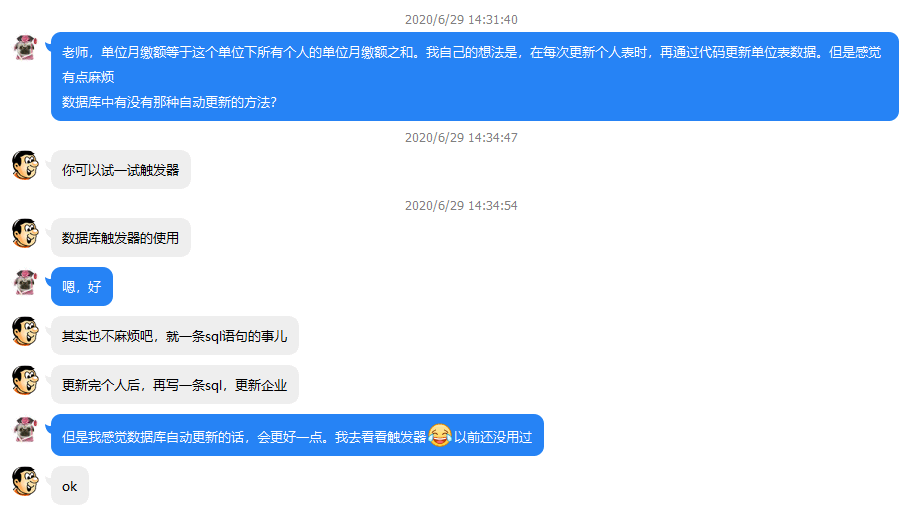 2020/6/29 14:31:40
老师，单位月缴额等于这个单位下所有个人的单位月缴额之和。我自己的想法是，在每次更新个人表时，再通过代码更新单位表数据。但是感觉
有点麻烦
数据库中有没有那种自动更新的方法？
2020/6/29 14:34:47
你可以试一试触发器
2020/6/29 14:34:54
数据库触发器的使用
嗯，好
其实也不麻烦吧，就一条sql语句的事儿
更新完个人后，再写一条sql，更新企业
但是我感觉数据库自动更新的话，会更好一点。我去看看触发器😂以前还没用过
ok